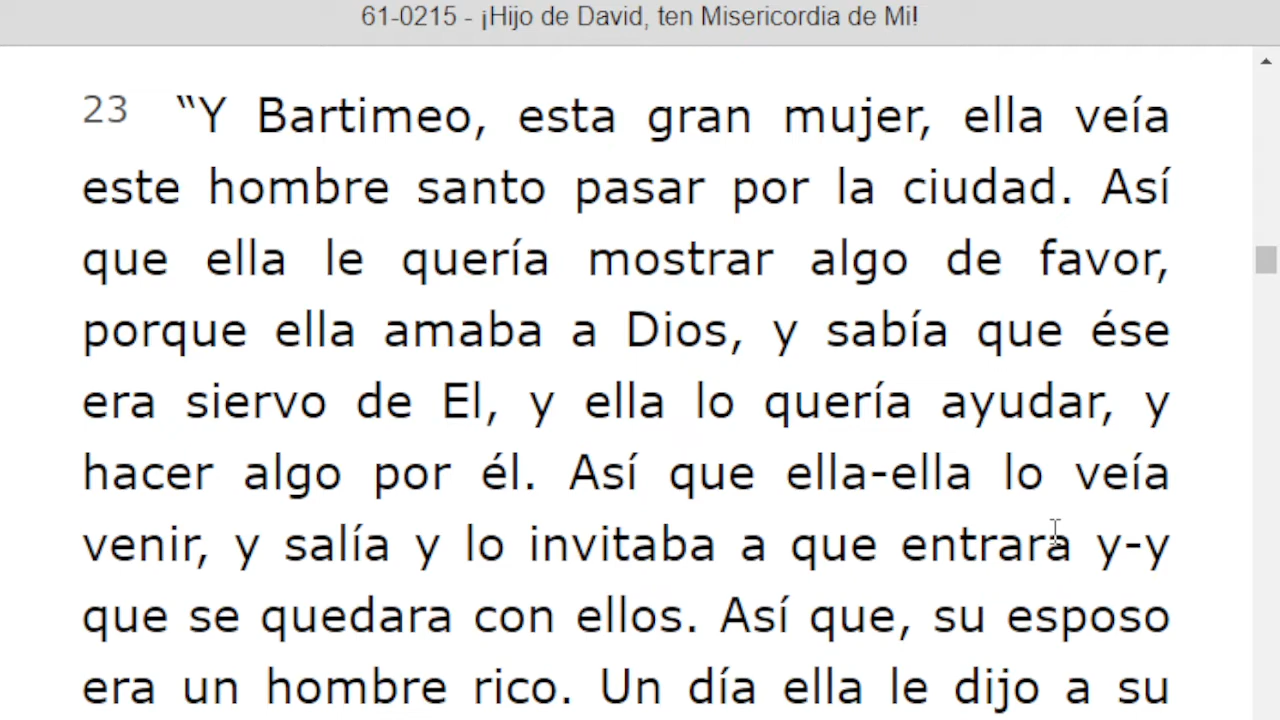 61-0215 - ¡Hijo de David, ten Misericordia de Mi!
23 “Y Bartimeo, esta gran mujer, ella veía
este hombre santo pasar por la ciudad. Así
que ella le quería mostrar algo de favor,
porque ella amaba a Dios, y sabía que ése
era siervo de El, y ella lo quería ayudar, y
hacer algo por él. Así que ella-ella lo veía
venir, y salía y lo invitaba a que entrara y-y
que se quedara con ellos. Así que, su esposo
era un hombre rico. Un día ella le dijo a su